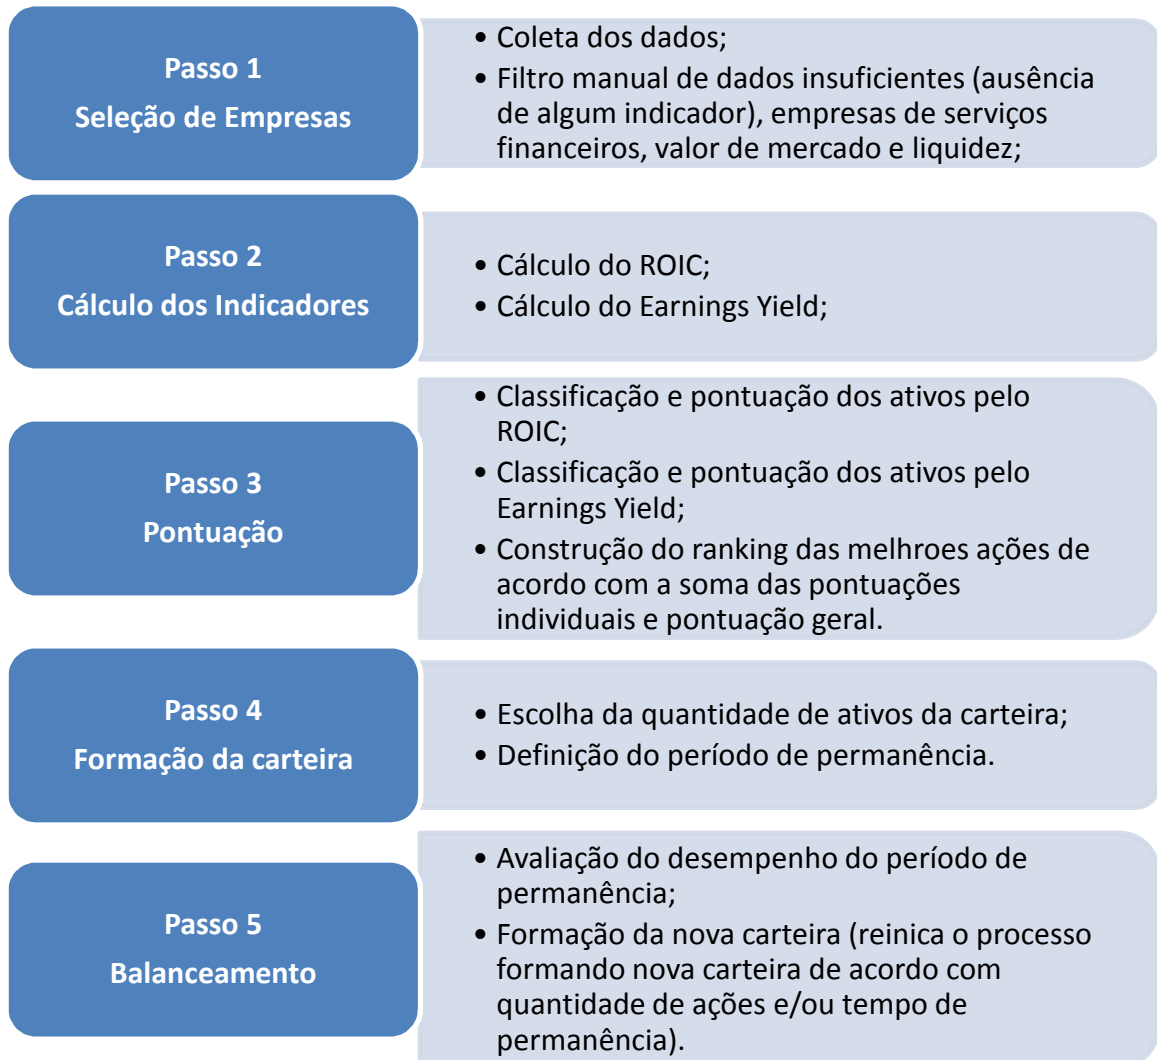 Passo 1
Seleção de Empresas
• Coleta dos dados;
• Filtro manual de dados insuficientes (ausência
de algum indicador), empresas de serviços
financeiros, valor de mercado e liquidez;
Passo 2
Cálculo dos Indicadores
• Cálculo do ROIC;
• Cálculo do Earnings Yield;
Passo 3
Pontuação
• Classificação e pontuação dos ativos pelo
ROIC;
• Classificação e pontuação dos ativos pelo
Earnings Yield;
• Construção do ranking das melhroes ações de
acordo com a soma das pontuações
individuais e pontuação geral.
Passo 4
Formação da carteira
• Escolha da quantidade de ativos da carteira;
• Definição do período de permanência.
Passo 5
Balanceamento
• Avaliação do desempenho do período de
permanência;
• Formação da nova carteira (reinica o processo
formando nova carteira de acordo com
quantidade de ações e/ou tempo de
permanência).